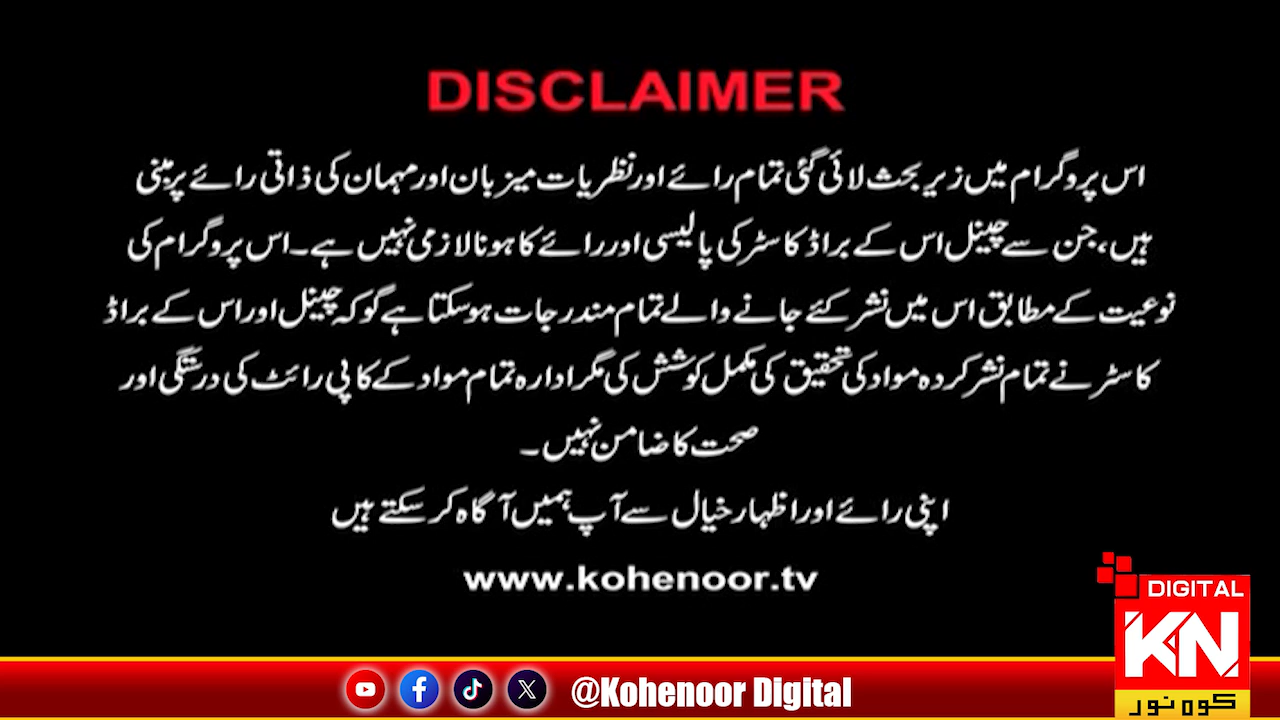 DISCLAIMER
اس پروگرام میں زیرِ بحث لائی گئی تمام رائے اور نظریات میزبان اور مہمان کی ذاتی رائے پر مبنی
ہیں، جن سے چینل اس کے براڈ کاسٹر کی پالیسی اور رائے کا ہونا لازمی نہیں ہے۔ اس پروگرام کی
نوعیت کے مطابق اس میں نشر کئے جانے والے تمام مندرجات ہو سکتا ہے گو کہ چینل اور اس کے براڈ
کاسٹر نے تمام نشر کردہ مواد کی تحقیق کی مکمل کوشش کی مگر ادارہ تمام مواد کے کاپی رائٹ کی درستگی اور
صحت کا ضامن نہیں۔
اپنی رائے اور اظہار خیال سے آپ ہمیں آگاہ کر سکتے ہیں
www.kohenoor.tv
DIGITAL
KN
کوہ نور
@Kohenoor Digital